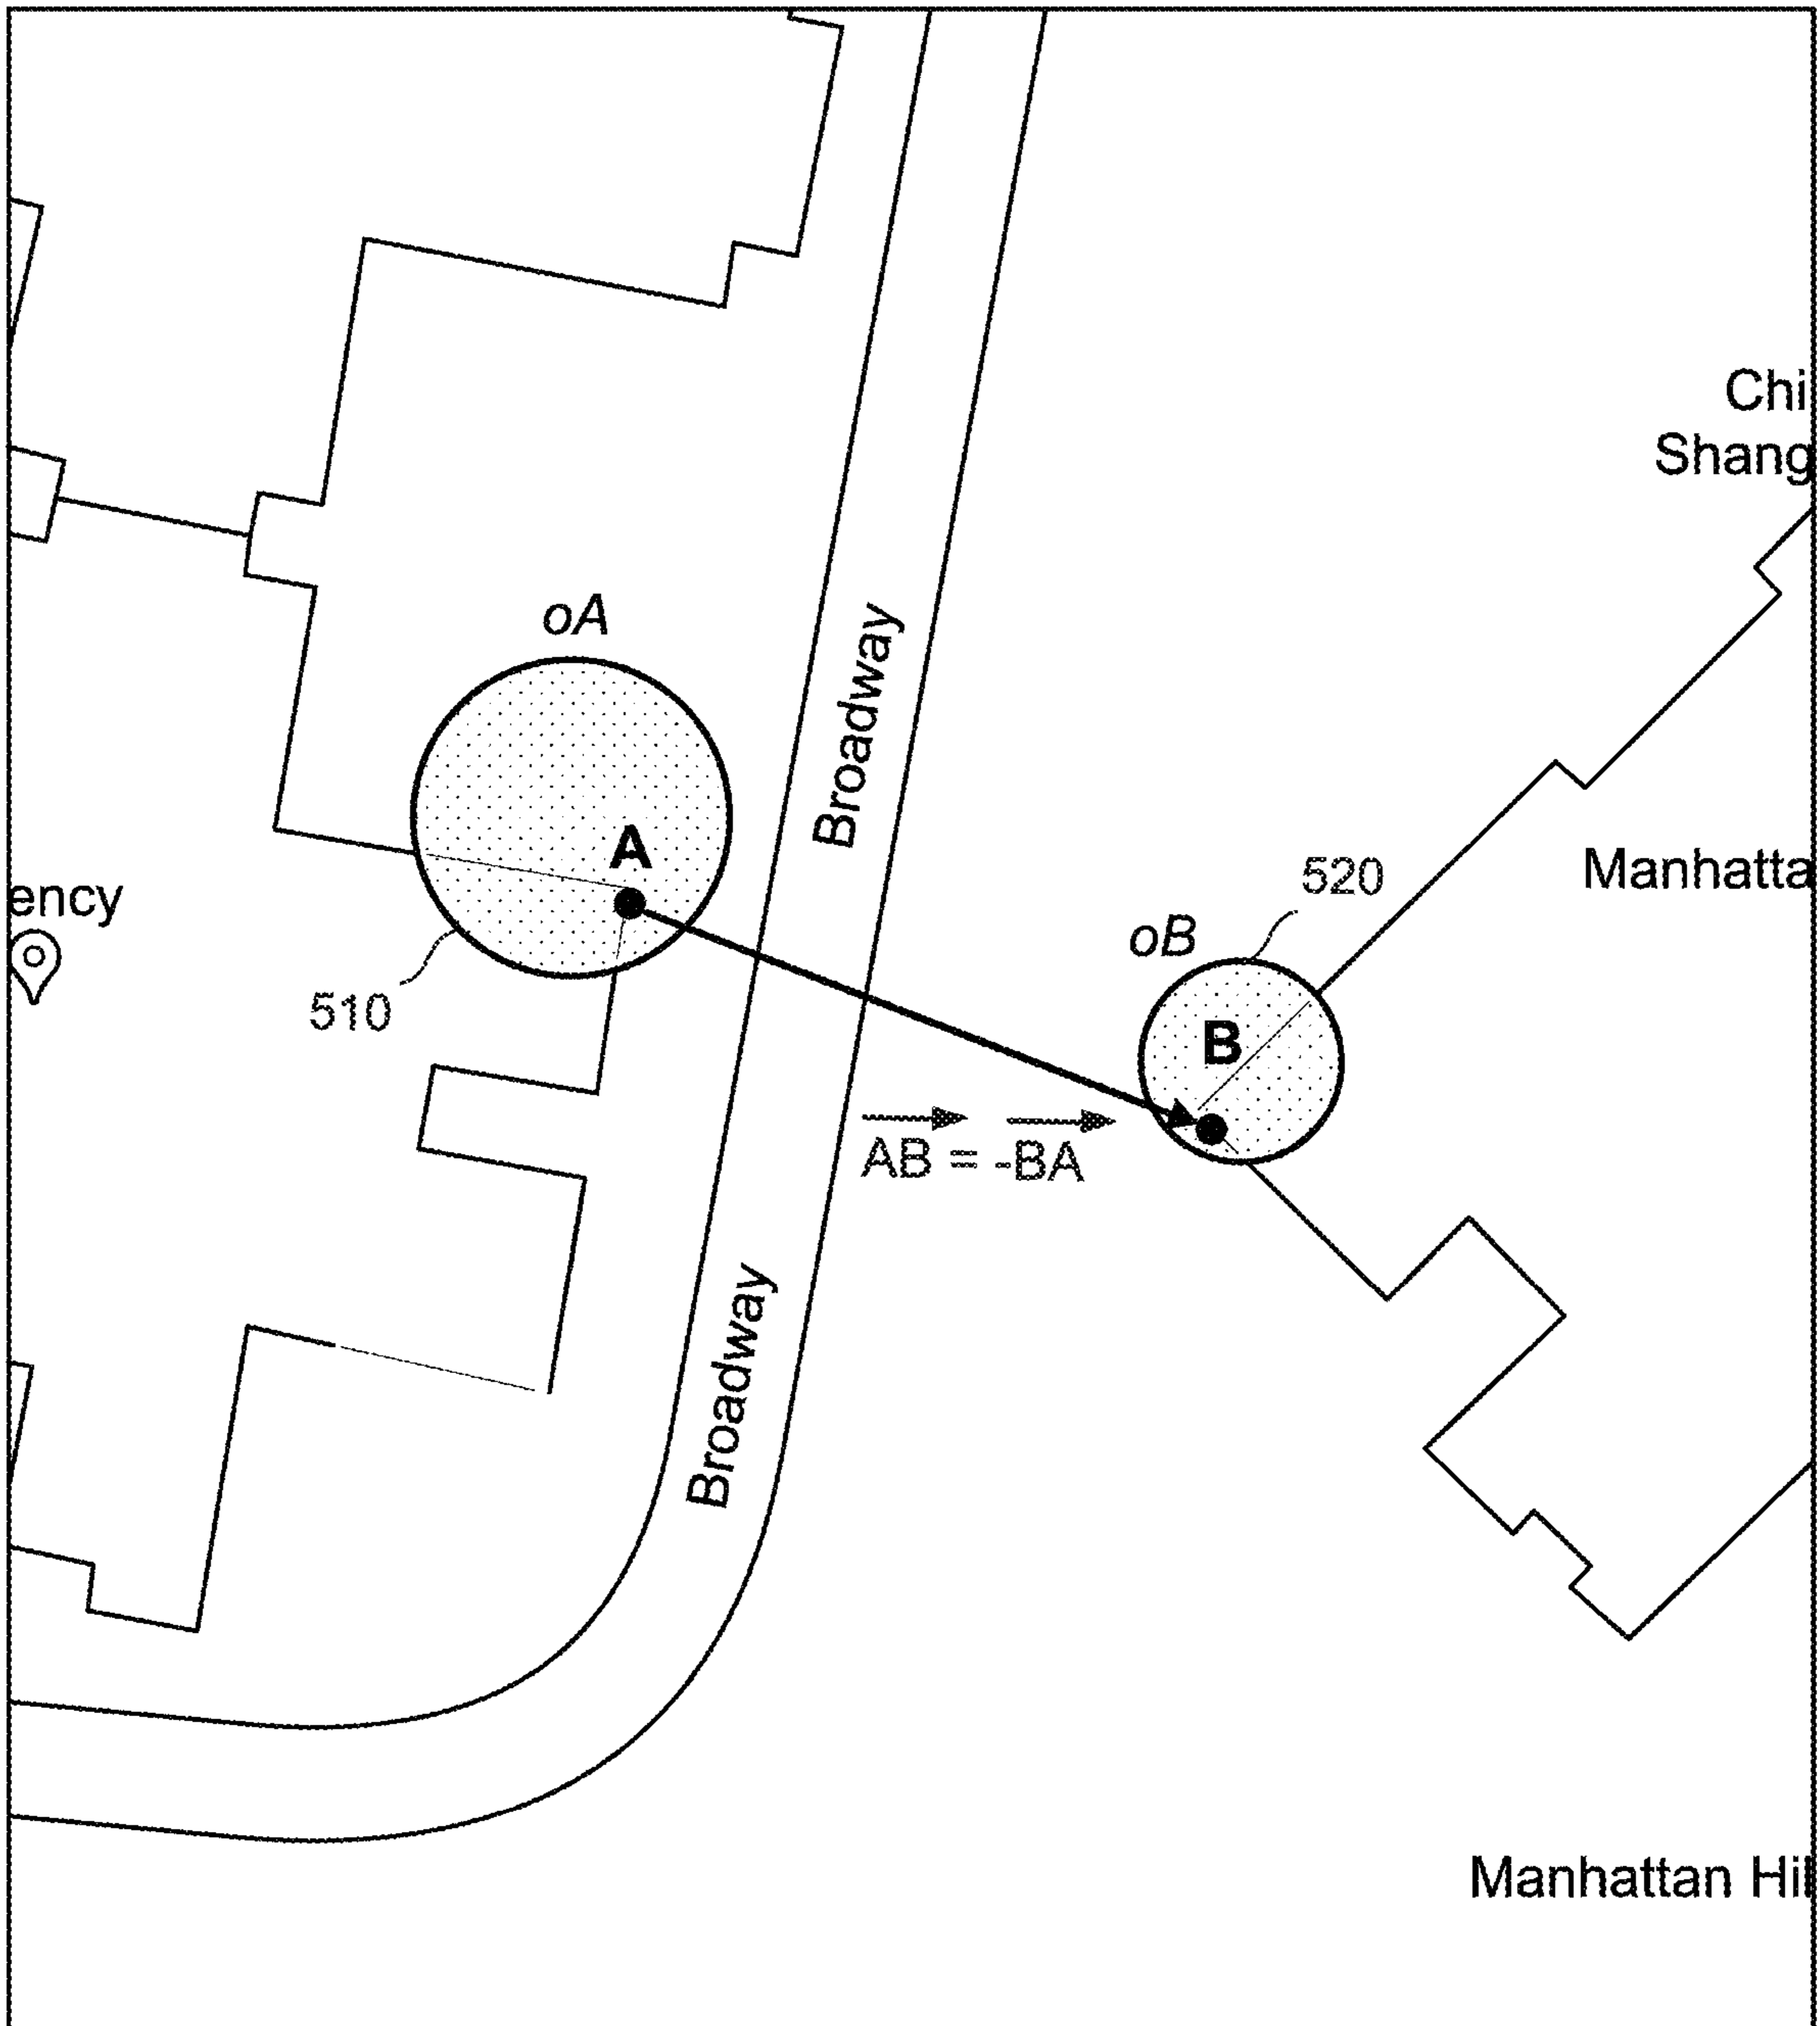 Chi
Shang
oA
Broadway
A
Manhatta
520
ency
oB
510
B
AB = -BA
Broadway
Manhattan Hil